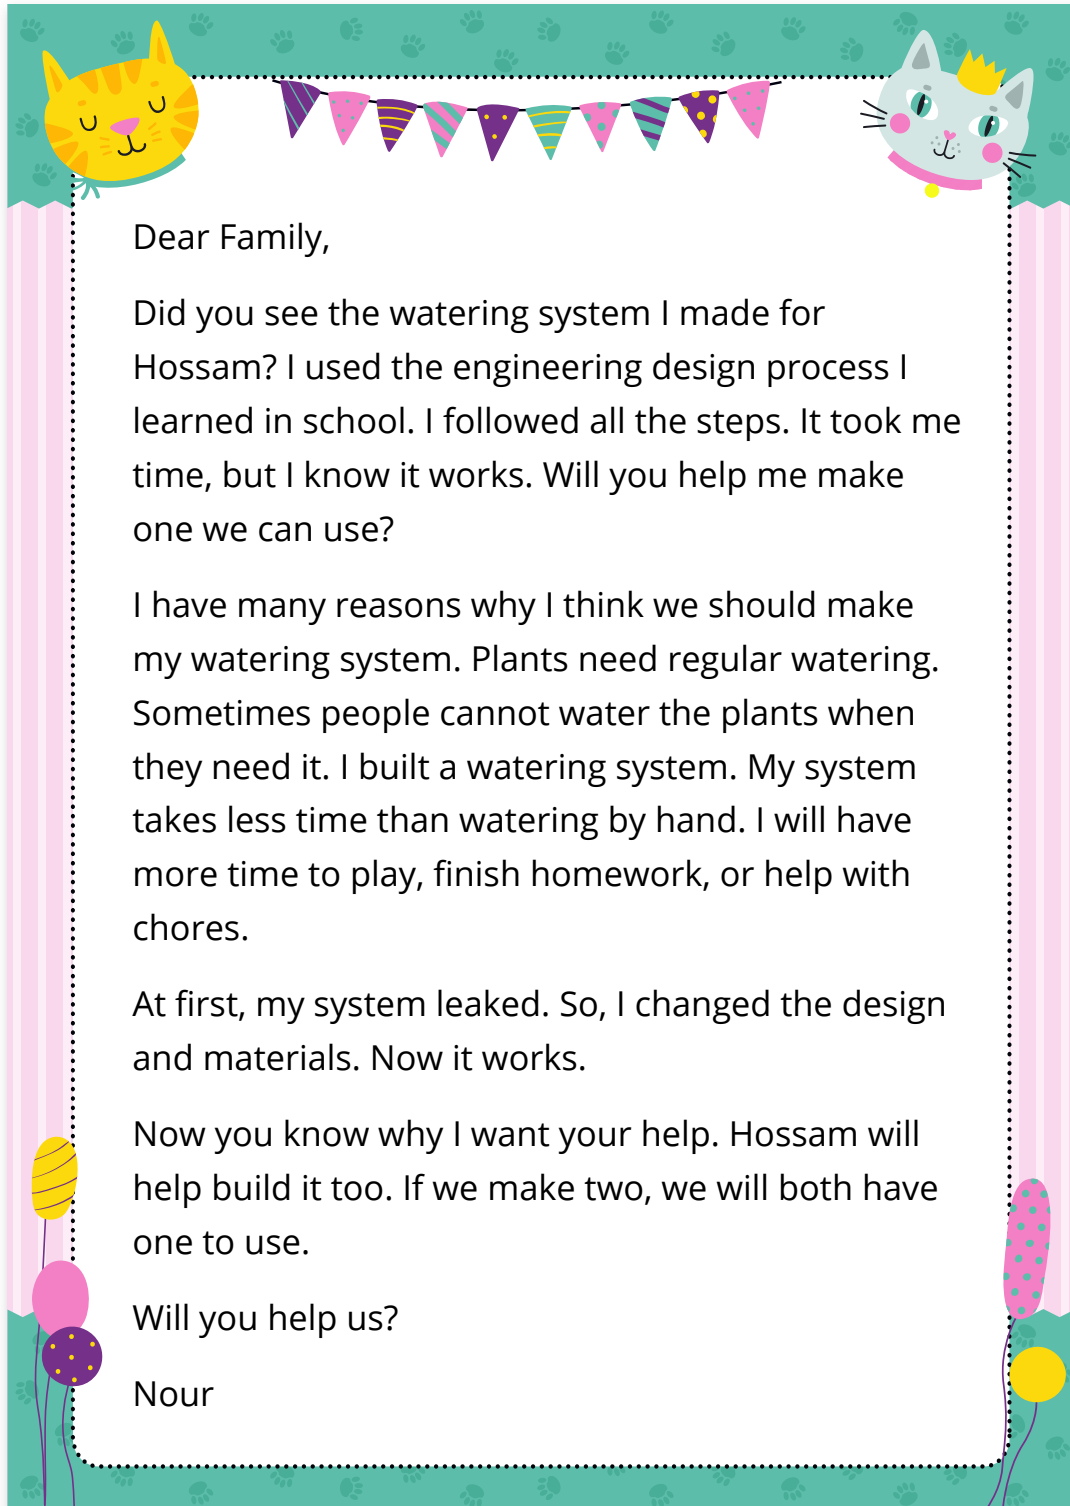 Dear Family,
Did you see the watering system I made for
Hossam? I used the engineering design process I
learned in school. I followed all the steps. It took me
time, but I know it works. Will you help me make
one we can use?
I have many reasons why I think we should make
my watering system. Plants need regular watering.
Sometimes people cannot water the plants when
they need it. I built a watering system. My system
takes less time than watering by hand. I will have
more time to play, finish homework, or help with
chores.
At first, my system leaked. So, I changed the design
and materials. Now it works.
Now you know why I want your help. Hossam will
help build it too. If we make two, we will both have
one to use.
Will you help us?
Nour